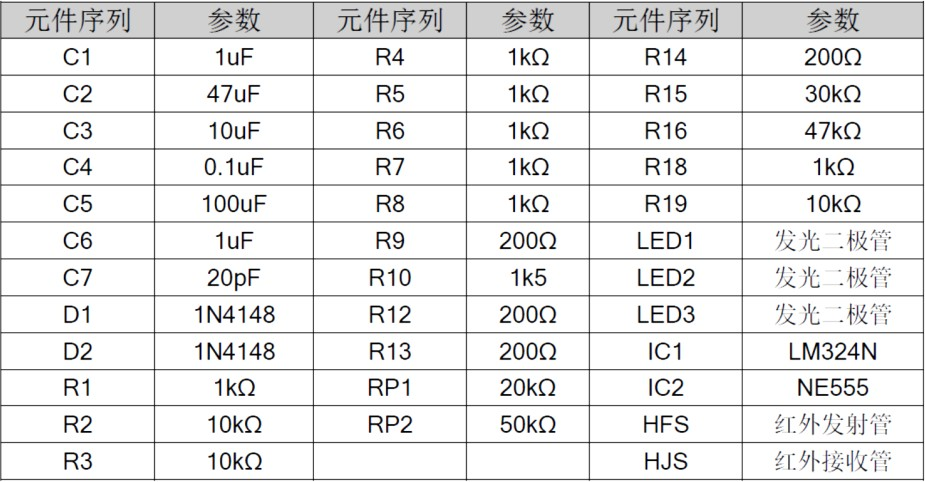 元件序列 参数 元件序列 参数 元件序列 参数
C1 1uF R4 1kΩ R14 200Ω
C2 47uF R5 1kΩ R15 30kΩ
C3 10uF R6 1kΩ R16 47kΩ
C4 0.1uF R7 1kΩ R18 1kΩ
C5 100uF R8 1kΩ R19 10kΩ
C6 1uF R9 200Ω LED1 发光二极管
C7 20pF R10 1k5 LED2 发光二极管
D1 1N4148 R12 200Ω LED3 发光二极管
D2 1N4148 R13 200Ω IC1 LM324N
R1 1kΩ RP1 20kΩ IC2 NE555
R2 10kΩ RP2 50kΩ HFS 红外发射管
R3 10kΩ HJS 红外接收管